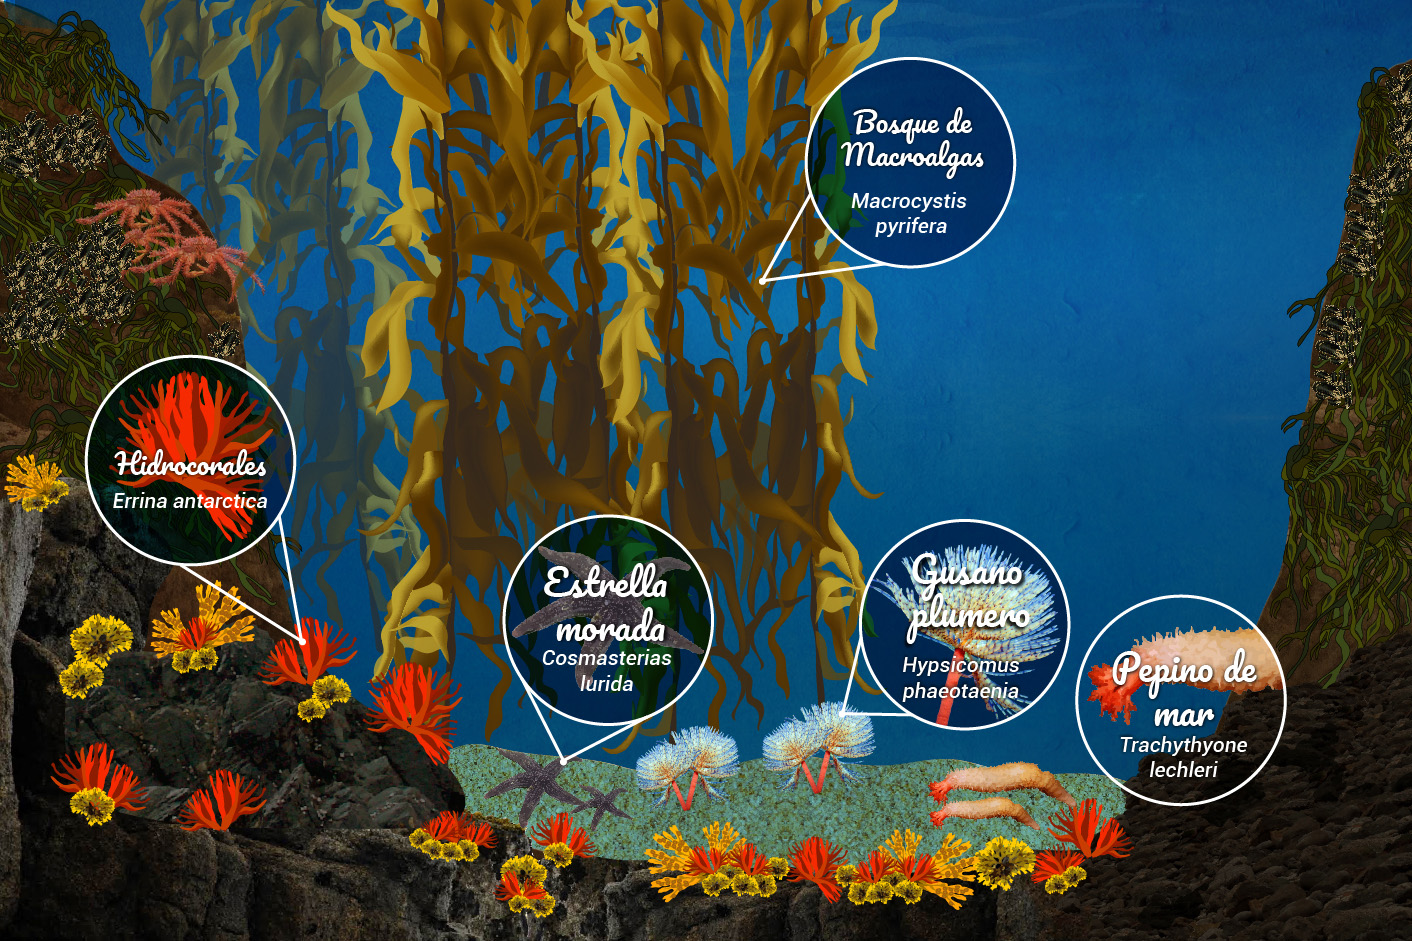 Bosque de
Macroalgas
Macrocystis
pyrifera
Hidrocorales
Errina antarctica
Estrella
morada
Cosmasterias
lurida
Gusano
plumero
Hypsicomus
phaeotaenia
Pepino de
mar
Trachythyone
lechleri